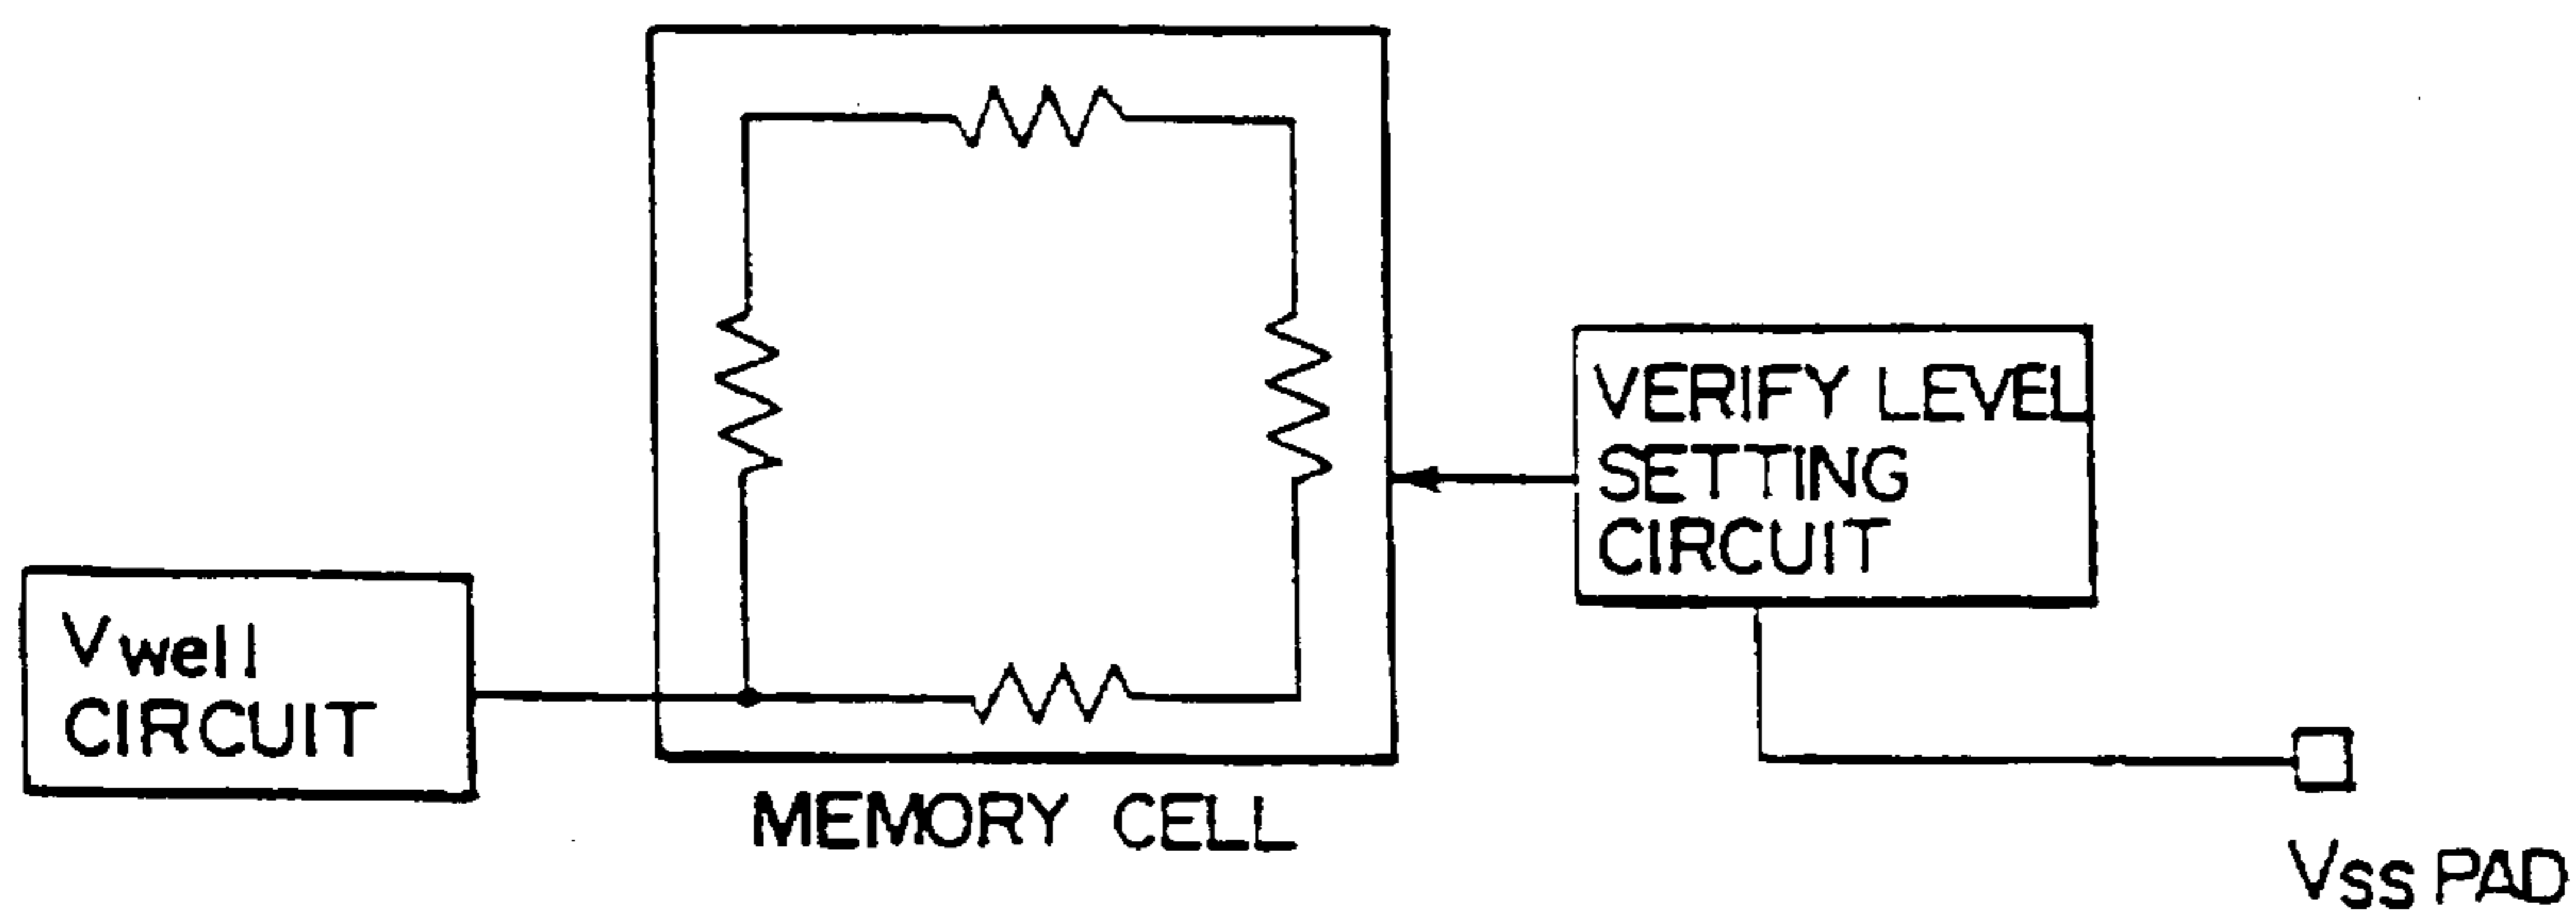 VERIFY LEVEL
SETTING
CIRCUIT
Vwell
CIRCUIT
MEMORY CELL
Vss PAD